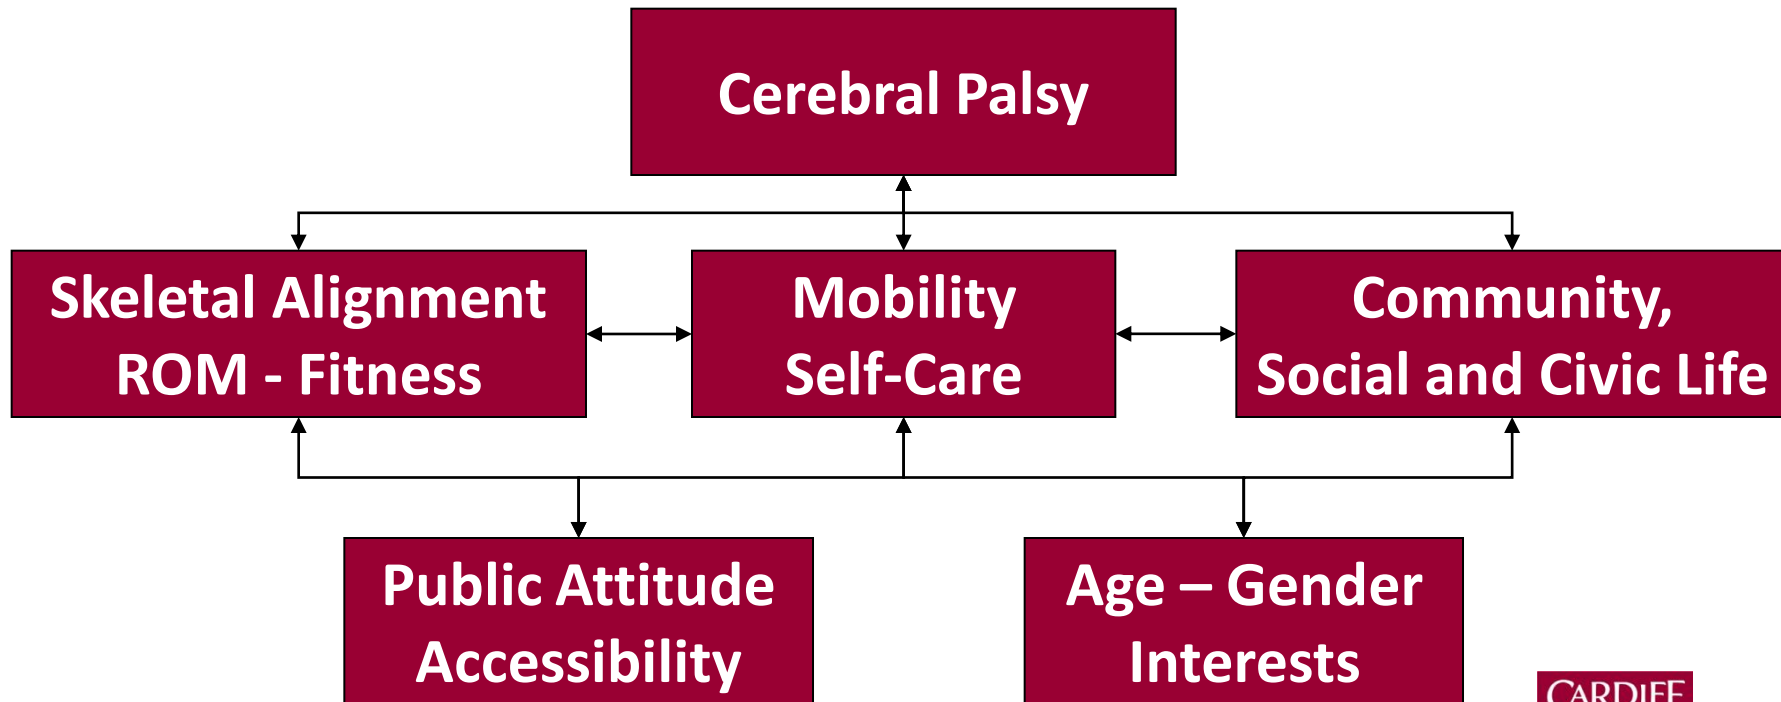 Cerebral Palsy
Skeletal Alignment
ROM - Fitness
Mobility
Self-Care
Community,
Social and Civic Life
Public Attitude
Accessibility
Age – Gender
Interests
CARDIFF